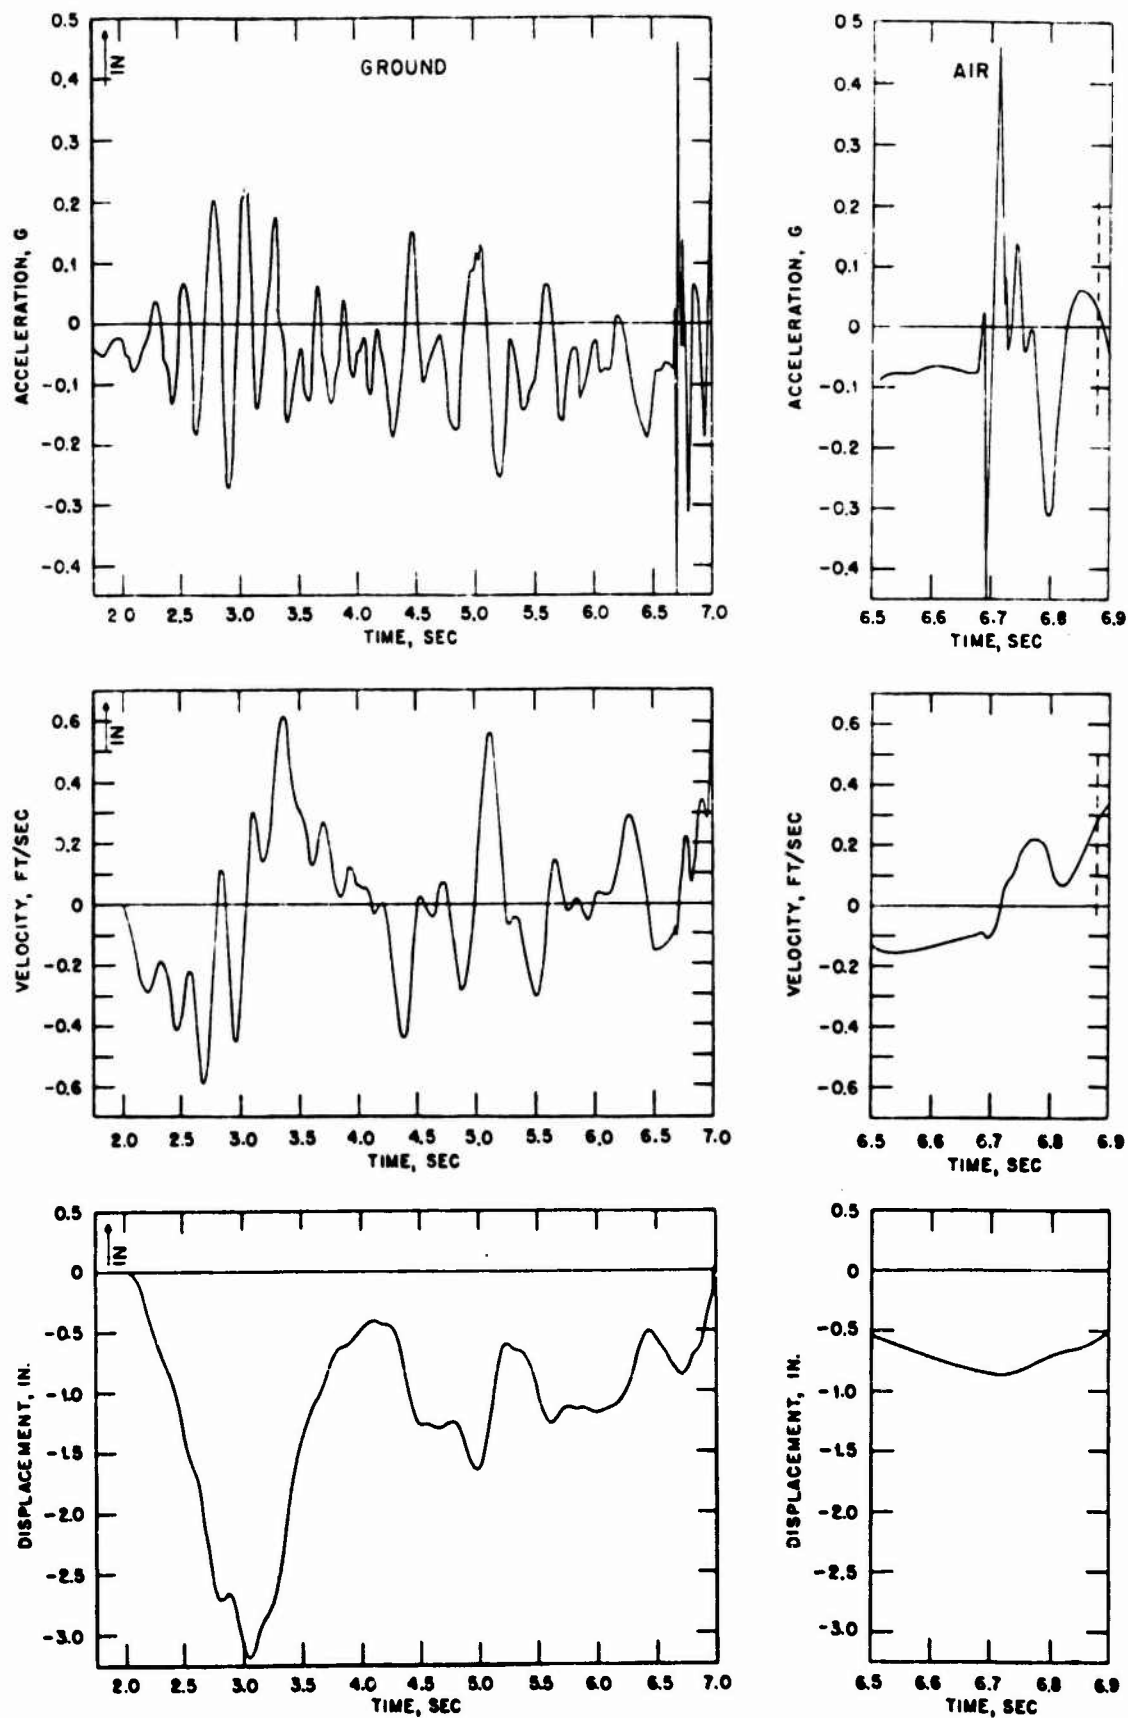 0.5
IN
0.4
GROUND
0.3
0.2
0.1
0
-0.1
-0.2
-0.3
-0.4
ACCELERATION, G
2.0 2.5 3.0 3.5 4.0 4.5 5.0 5.5 6.0 6.5 7.0
TIME, SEC
0.5
0.4
AIR
0.3
0.2
0.1
0
-0.1
-0.2
-0.3
-0.4
ACCELERATION, G
6.5 6.6 6.7 6.8 6.9
TIME, SEC
IN
0.6
0.4
0.2
0
-0.2
-0.4
-0.6
VELOCITY, FT/SEC
2.0 2.5 3.0 3.5 4.0 4.5 5.0 5.5 6.0 6.5 7.0
TIME, SEC
0.6
0.4
0.2
0
-0.2
-0.4
-0.6
VELOCITY, FT/SEC
6.5 6.6 6.7 6.8 6.9
TIME, SEC
0.5
IN
0
-0.5
-1.0
-1.5
-2.0
-2.5
-3.0
DISPLACEMENT, IN.
2.0 2.5 3.0 3.5 4.0 4.5 5.0 5.5 6.0 6.5 7.0
TIME, SEC
0.5
0
-0.5
-1.0
-1.5
-2.0
-2.5
-3.0
DISPLACEMENT, IN.
6.5 6.6 6.7 6.8 6.9
TIME, SEC